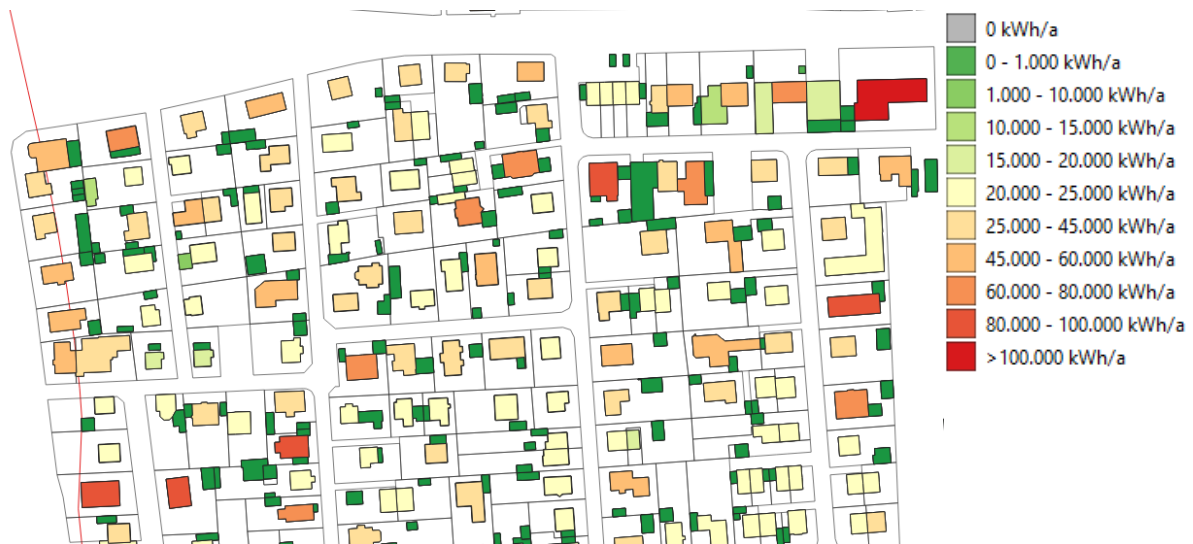 0 kWh/a
0 - 1.000 kWh/a
1.000 - 10.000 kWh/a
10.000 - 15.000 kWh/a
15.000 - 20.000 kWh/a
20.000 - 25.000 kWh/a
25.000 - 45.000 kWh/a
45.000 - 60.000 kWh/a
60.000 - 80.000 kWh/a
80.000 - 100.000 kWh/a
>100.000 kWh/a